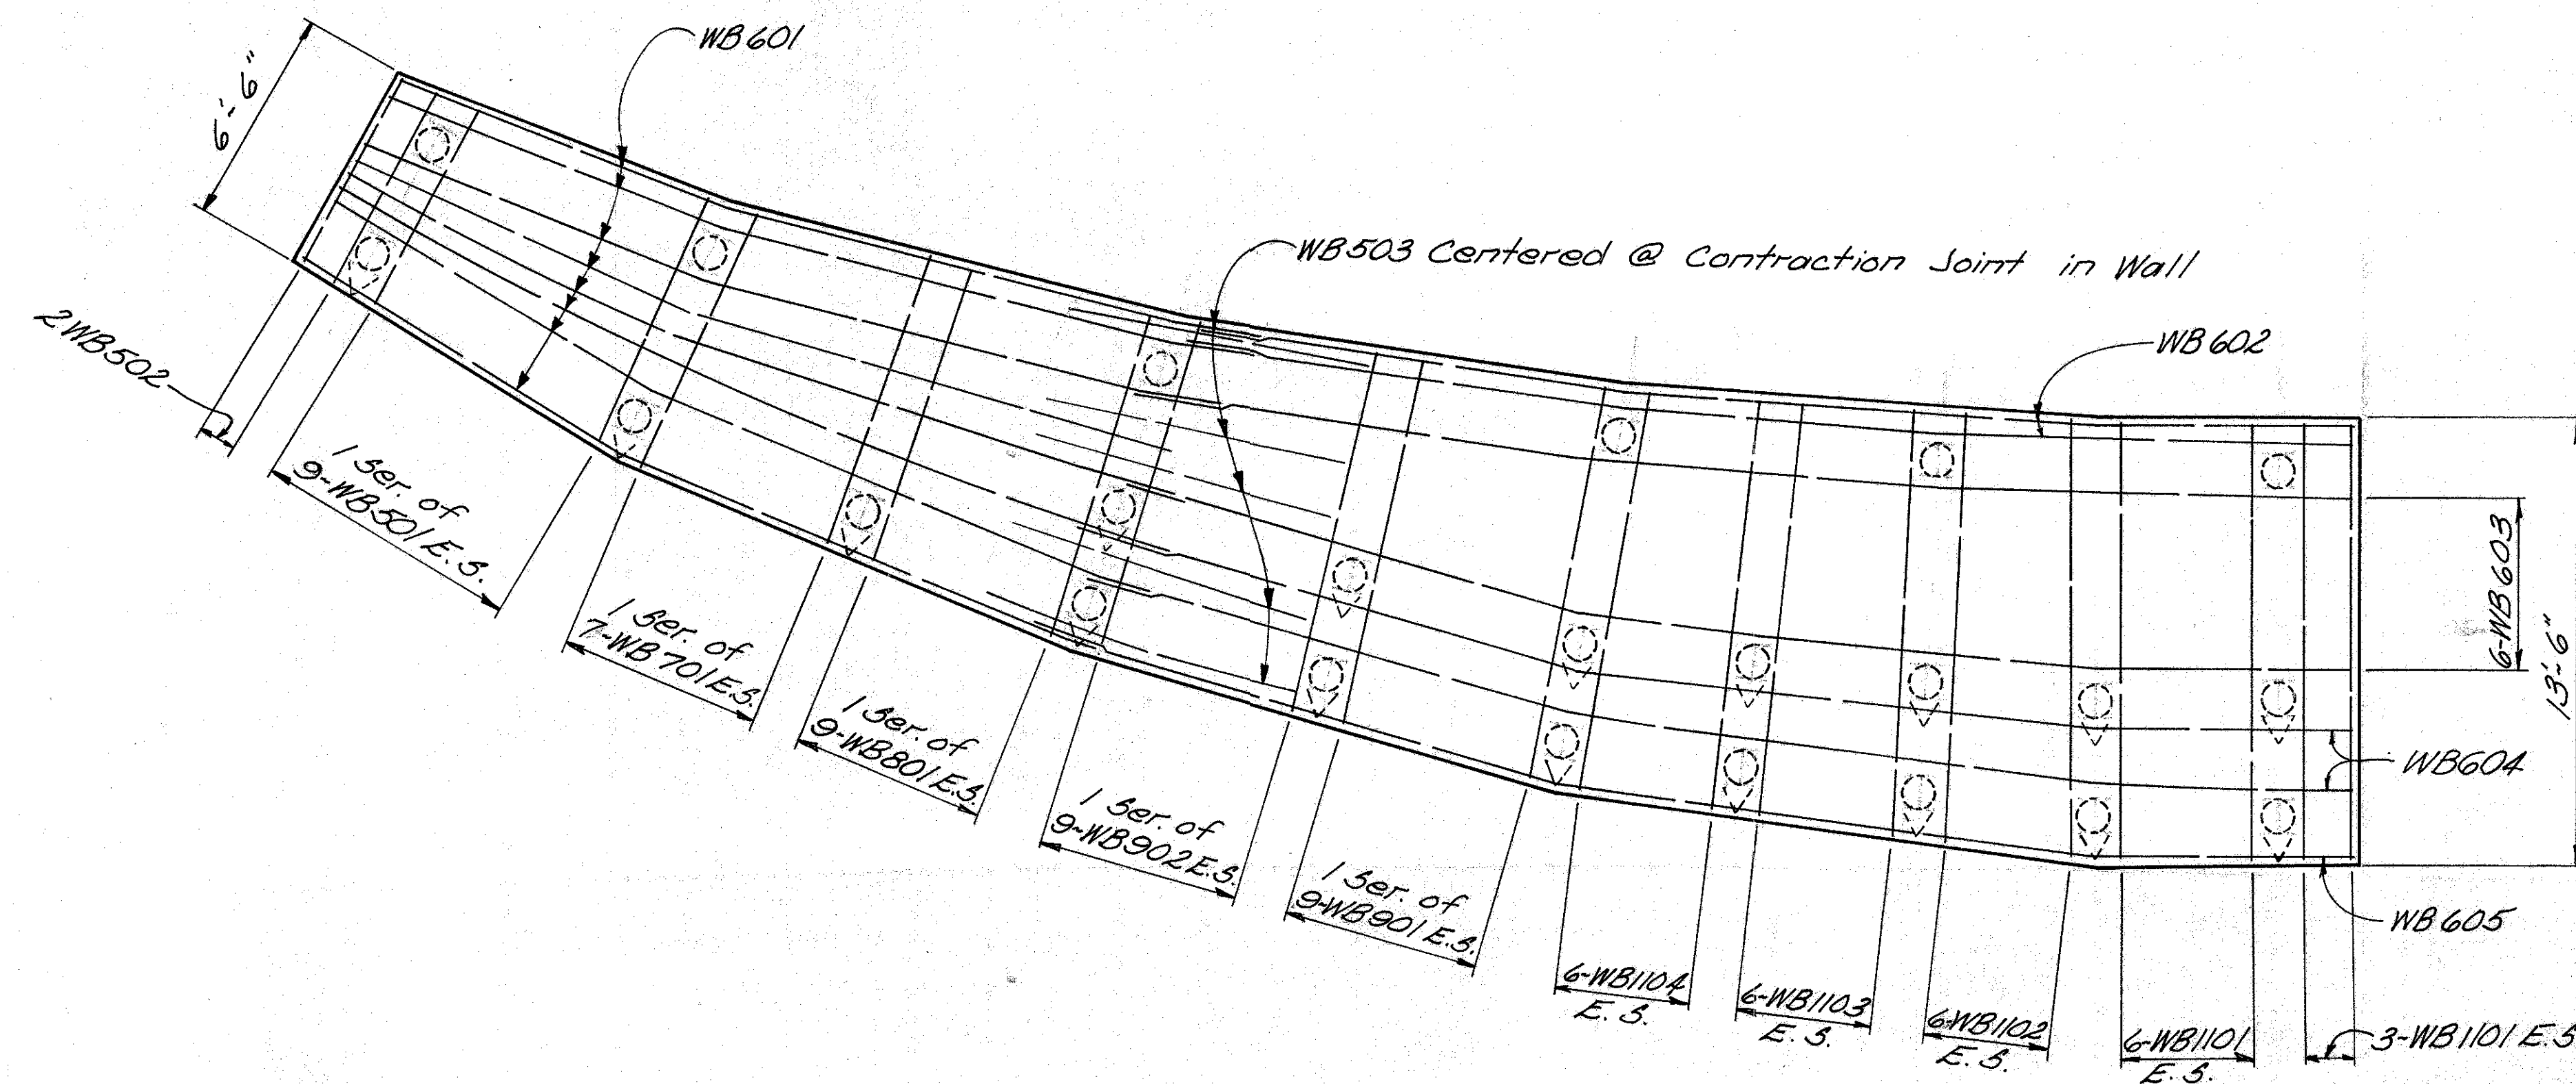 WB601
6'-6"
WB503 Centered @ Contraction Joint in Wall
2WB502
WB602
1 Ser. of
9-WB501 E.S.
6-WB603
13'-6"
1 Ser. of
7-WB701 E.S.
1 Ser. of
9-WB801 E.S.
WB604
1 Ser. of
9-WB902 E.S.
1 Ser. of
9-WB901 E.S.
WB605
6-WB1104
E.S.
6-WB1103
E.S.
6-WB1102
E.S.
6-WB1101
E.S.
3-WB1101 E.S